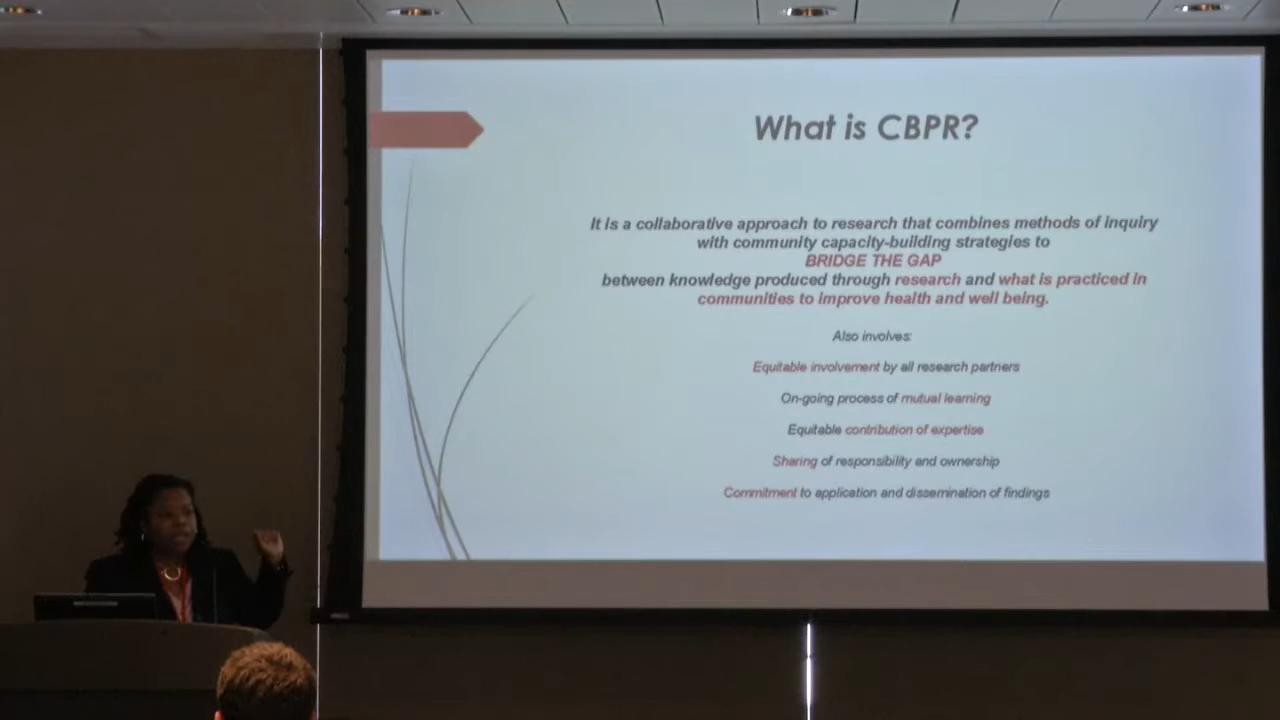 What is CBPR?
It is a collaborative approach to research that combines methods of inquiry
with community capacity-building strategies to
BRIDGE THE GAP
between knowledge produced through research and what is practiced in
communities to improve health and well being.
Also involves:
Equitable involvement by all research partners
On-going process of mutual learning
Equitable contribution of expertise
Sharing of responsibility and ownership
Commitment to application and dissemination of findings